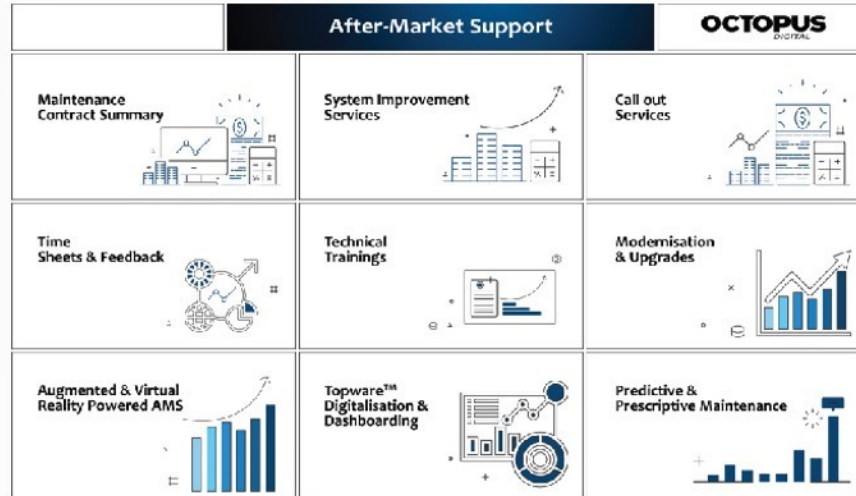 After-Market Support
OCTOPUS
DIGITAL
Maintenance
Contract Summary
System Improvement
Services
Call out
Services
Time
Sheets & Feedback
Technical
Trainings
Modernisation
& Upgrades
Augmented & Virtual
Reality Powered AMS
Topware™
Digitalisation &
Dashboarding
Predictive &
Prescriptive Maintenance